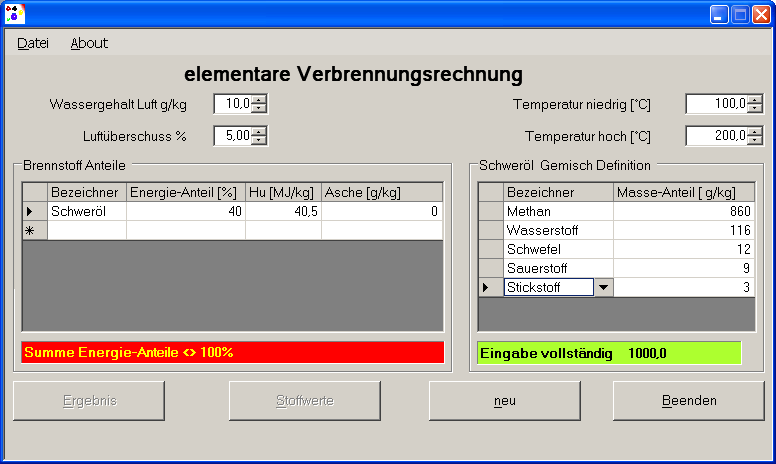 Datei About
elementare Verbrennungsrechnung
Wassergehalt Luft g/kg 10,0 Temperatur niedrig [°C] 100,0
Luftüberschuss % 5,00 Temperatur hoch [°C] 200,0
Brennstoff Anteile
Bezeichner Energie-Anteil [%] Hu [MJ/kg] Asche [g/kg]
Schweröl 40 40,5 0
Summe Energie-Anteile <> 100%
Schweröl Gemisch Definition
Bezeichner Masse-Anteil [ g/kg]
Methan 860
Wasserstoff 116
Schwefel 12
Sauerstoff 9
Stickstoff 3
Eingabe vollständig 1000,0
Ergebnis Stoffwerte neu Beenden